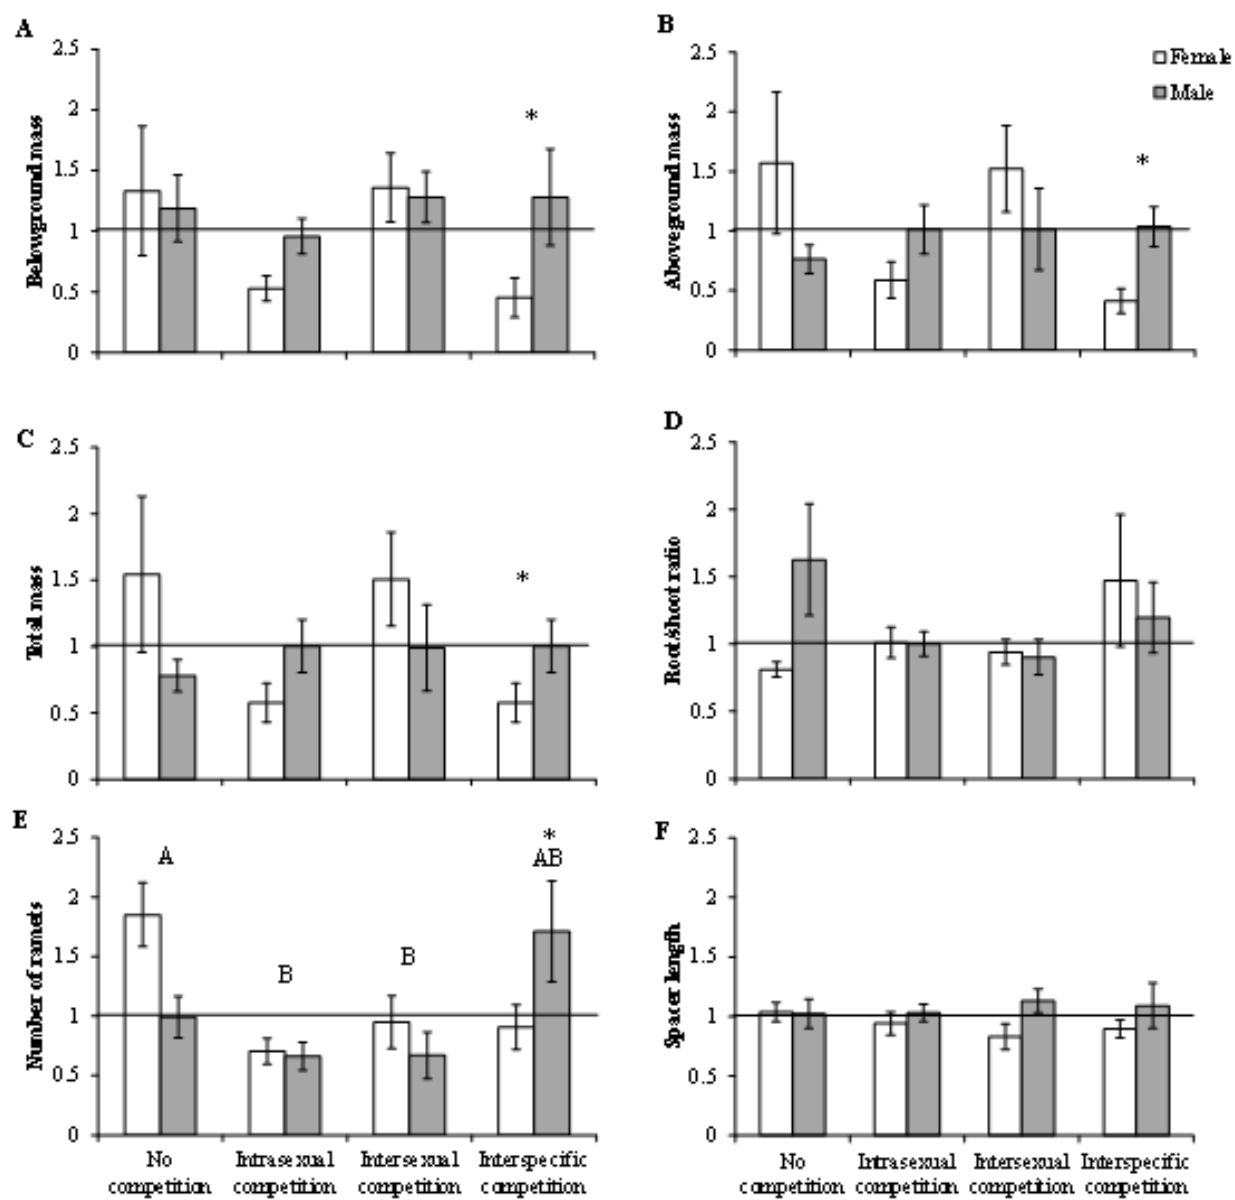 A
B
2.5
2
1.5
1
0.5
0
Belowground mass
*
2.5
2
1.5
1
0.5
0
Aboveground mass
*
Female
Male
C
D
2.5
2
1.5
1
0.5
0
Total mass
*
2.5
2
1.5
1
0.5
0
Root/shoot ratio
E
F
2.5
2
1.5
1
0.5
0
Number of ramets
A
B
B
*
AB
No
competition
Intrasexual
competition
Intersexual
competition
Interspecific
competition
2.5
2
1.5
1
0.5
0
Spacer length
No
competition
Intrasexual
competition
Intersexual
competition
Interspecific
competition